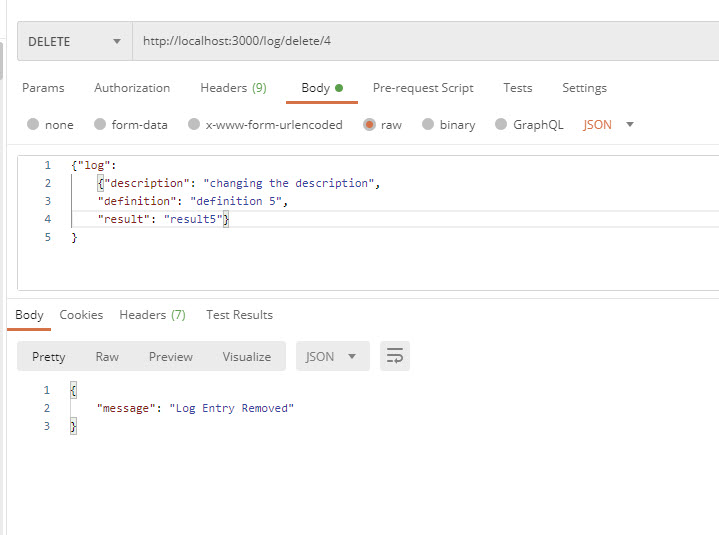 DELETE http://localhost:3000/log/delete/4
Params Authorization Headers (9) Body Pre-request Script Tests Settings
none form-data x-www-form-urlencoded raw binary GraphQL JSON
1 {"log":
2 {"description": "changing the description",
3 "definition": "definition 5",
4 "result": "result5"}
5 }
Body Cookies Headers (7) Test Results
Pretty Raw Preview Visualize JSON
1 {
2 "message": "Log Entry Removed"
3 }